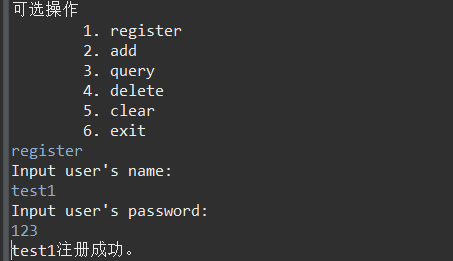 可选操作
1. register
2. add
3. query
4. delete
5. clear
6. exit
register
Input user's name:
test1
Input user's password:
123
test1注册成功。